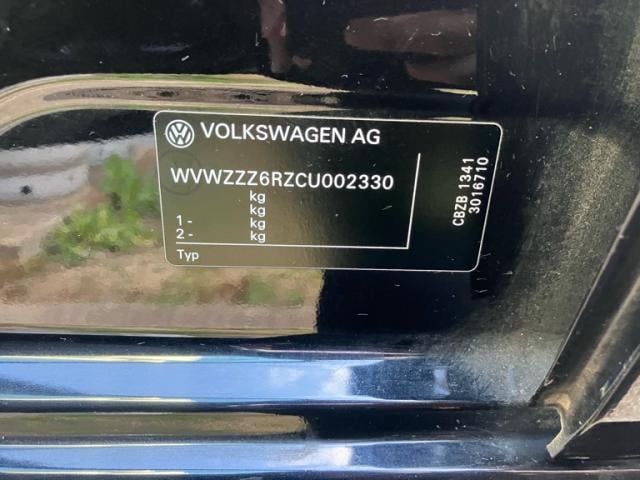 VOLKSWAGEN AG
WVWZZZ6RZCU002330
kg
kg
1 - kg
2 - kg
Typ
CBZB 1341
3016710